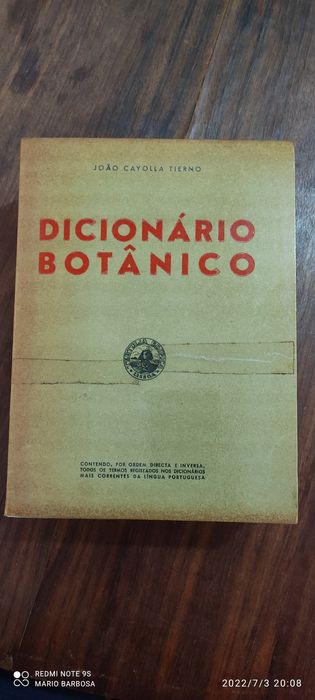 JOÃO CAYOLLA TIERNO
DICIONÁRIO
BOTÂNICO
LISBOA
CONTENDO, POR ORDEM DIRECTA E INVERSA,
TODOS OS TERMOS REGISTADOS NOS DICIONÁRIOS
MAIS CORRENTES DA LÍNGUA PORTUGUESA
REDMI NOTE 9S
MARIO BARBOSA
2022/7/3 20:08